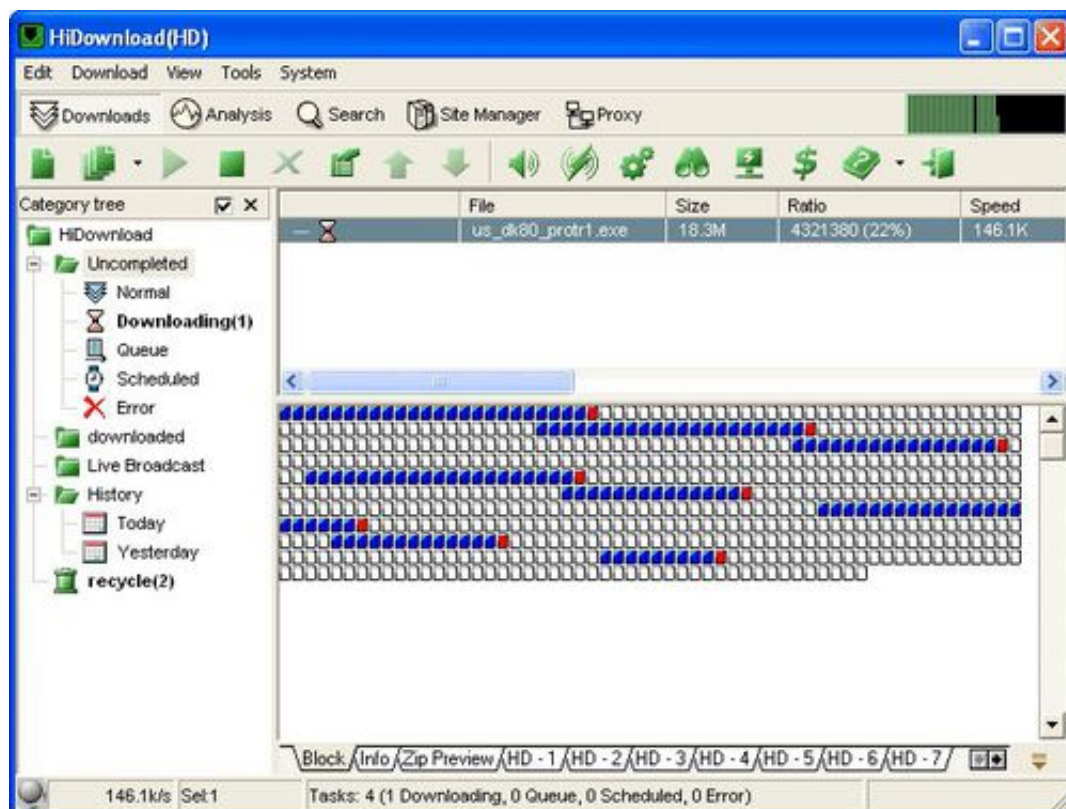 HiDownload(HD)
Edit Download View Tools System
Downloads Analysis Search Site Manager Proxy
Category tree
File Size Ratio Speed
HiDownload
us_dk80_protr1.exe 18.3M 4321380 (22%) 146.1K
Uncompleted
Normal
Downloading(1)
Queue
Scheduled
Error
downloaded
Live Broadcast
History
Today
Yesterday
recycle(2)
Block Info Zip Preview HD - 1 HD - 2 HD - 3 HD - 4 HD - 5 HD - 6 HD - 7
146.1k/s Set:1 Tasks: 4 (1 Downloading, 0 Queue, 0 Scheduled, 0 Error)